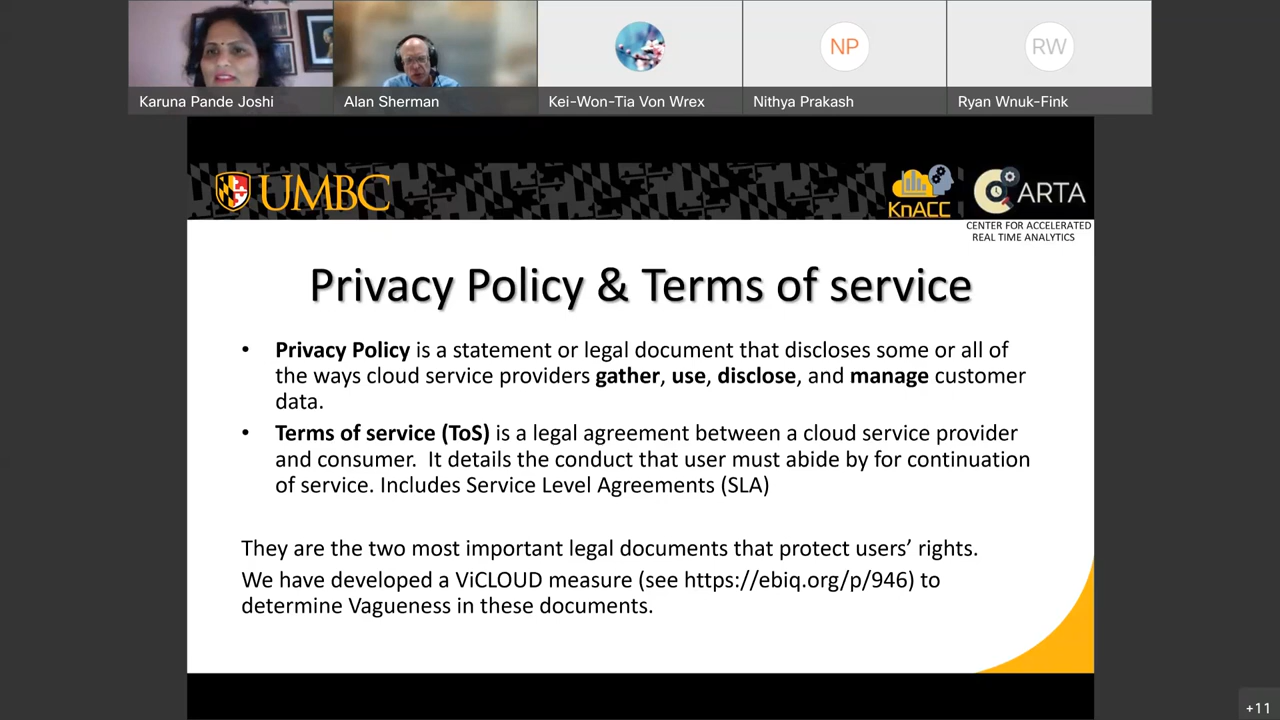 Karuna Pande Joshi
Alan Sherman
Kei-Won-Tia Von Wrex
NP
Nithya Prakash
RW
Ryan Wnuk-Fink
UMBC
KnACC
CARTA
CENTER FOR ACCELERATED
REAL TIME ANALYTICS
Privacy Policy & Terms of service
• Privacy Policy is a statement or legal document that discloses some or all of
the ways cloud service providers gather, use, disclose, and manage customer
data.
• Terms of service (ToS) is a legal agreement between a cloud service provider
and consumer. It details the conduct that user must abide by for continuation
of service. Includes Service Level Agreements (SLA)
They are the two most important legal documents that protect users’ rights.
We have developed a ViCLOUD measure (see https://ebiq.org/p/946) to
determine Vagueness in these documents.
+11